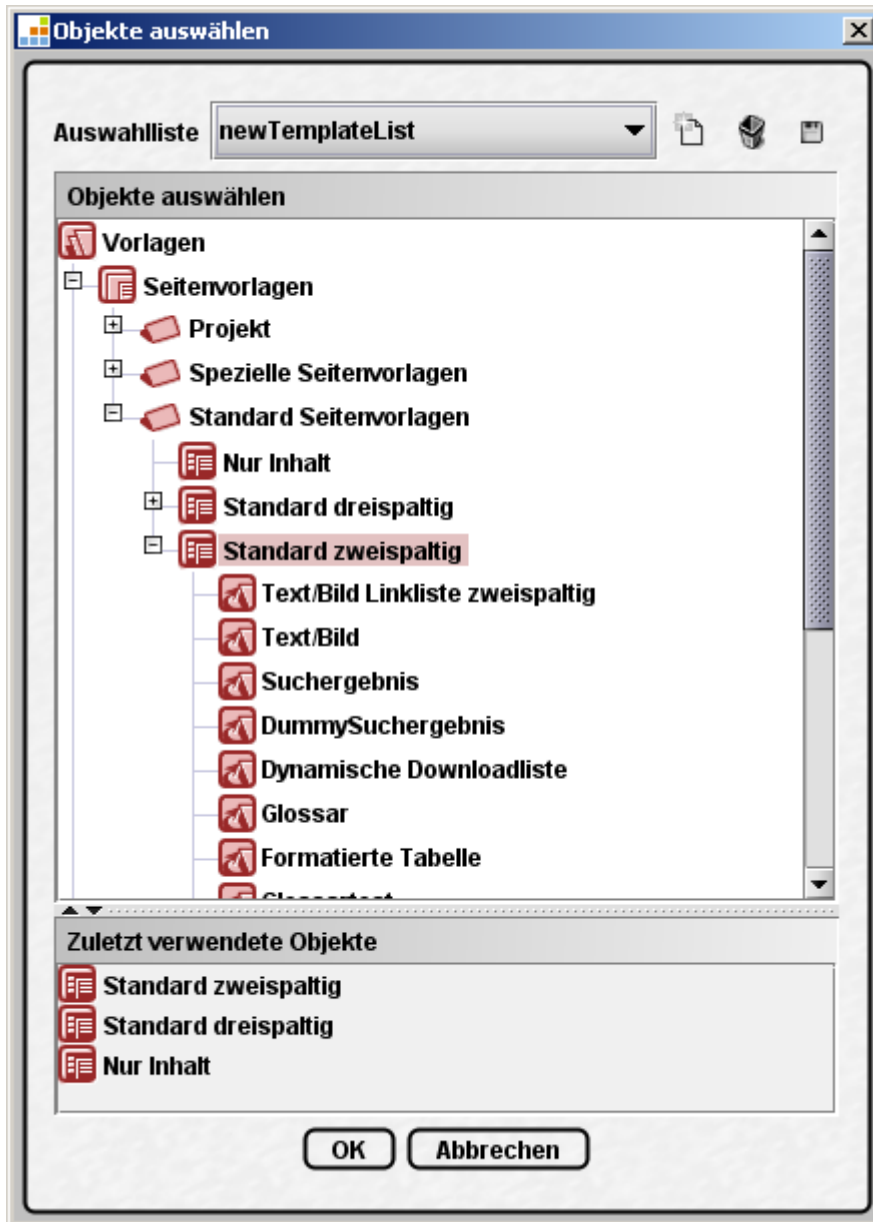 Objekte auswählen
Auswahlliste newTemplateList
Objekte auswählen
Vorlagen
Seitenvorlagen
Projekt
Spezielle Seitenvorlagen
Standard Seitenvorlagen
Nur Inhalt
Standard dreispaltig
Standard zweispaltig
Text/Bild Linkliste zweispaltig
Text/Bild
Suchergebnis
DummySuchergebnis
Dynamische Downloadliste
Glossar
Formatierte Tabelle
Zuletzt verwendete Objekte
Standard zweispaltig
Standard dreispaltig
Nur Inhalt
OK Abbrechen